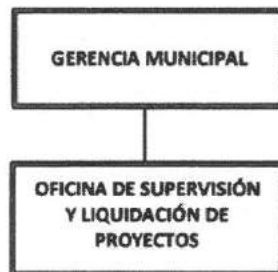 GERENCIA MUNICIPAL
OFICINA DE SUPERVISIÓN
Y LIQUIDACIÓN DE
PROYECTOS